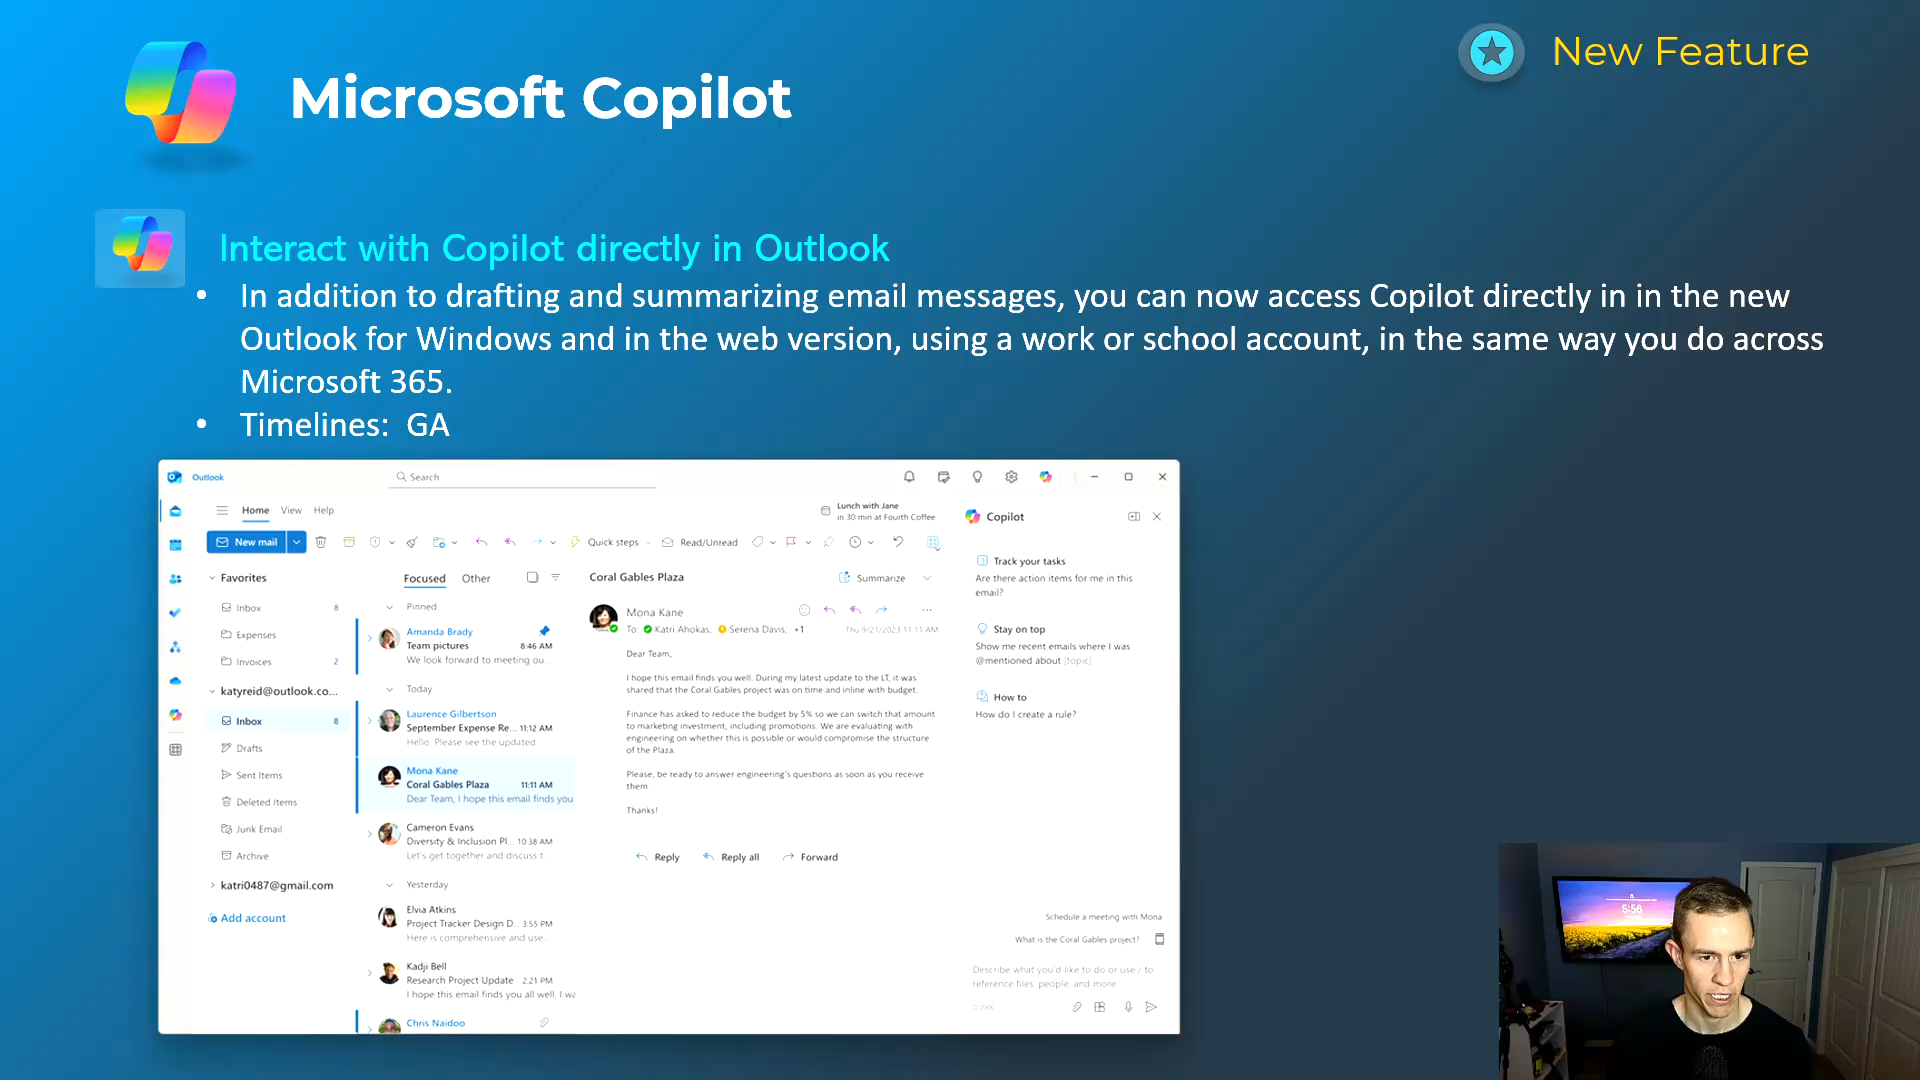 New Feature
Microsoft Copilot
Interact with Copilot directly in Outlook
• In addition to drafting and summarizing email messages, you can now access Copilot directly in in the new
Outlook for Windows and in the web version, using a work or school account, in the same way you do across
Microsoft 365.
• Timelines: GA
Outlook
Search
Home View Help
Lunch with Jane
in 30 min at Fourth Coffee
New mail
Quick steps
Read/Unread
Favorites
Inbox 8
Expenses
Invoices 2
katyreid@outlook.co...
Inbox 8
Drafts
Sent Items
Deleted Items
Junk Email
Archive
katri0487@gmail.com
Add account
Focused Other
Pinned
Amanda Brady
Team pictures 8:46 AM
We look forward to meeting ou.
Today
Laurence Gilbertson
September Expense Re... 11:12 AM
Hello, Please see the updated
Mona Kane
Coral Gables Plaza 11:11 AM
Dear Team, I hope this email finds you
Cameron Evans
Diversity & Inclusion Pl... 10:38 AM
Let's get together and discuss t..
Yesterday
Elvia Atkins
Project Tracker Design D... 3:55 PM
Here is comprehensive and use..
Kadji Bell
Research Project Update 2:21 PM
I hope this email finds you all well. I wa
Chris Naidoo
Coral Gables Plaza
Summarize
Mona Kane
To: Katri Ahokas, Serena Davis, +1
Thu 9/21/2023 11:11 AM
Dear Team,
I hope this email finds you well. During my latest update to the LT, it was
shared that the Coral Gables project was on time and inline with budget.
Finance has asked to reduce the budget by 5% so we can switch that amount
to marketing investment, including promotions. We are evaluating with
engineering on whether this is possible or would compromise the structure
of the Plaza.
Please, be ready to answer engineering's questions as soon as you receive
them
Thanks!
Reply
Reply all
Forward
Copilot
Track your tasks
Are there action items for me in this
email?
Stay on top
Show me recent emails where I was
@mentioned about [topic]
How to
How do I create a rule?
Schedule a meeting with Mona
What is the Coral Gables project?
Describe what you'd like to do or use / to
reference files, people, and more
5:56